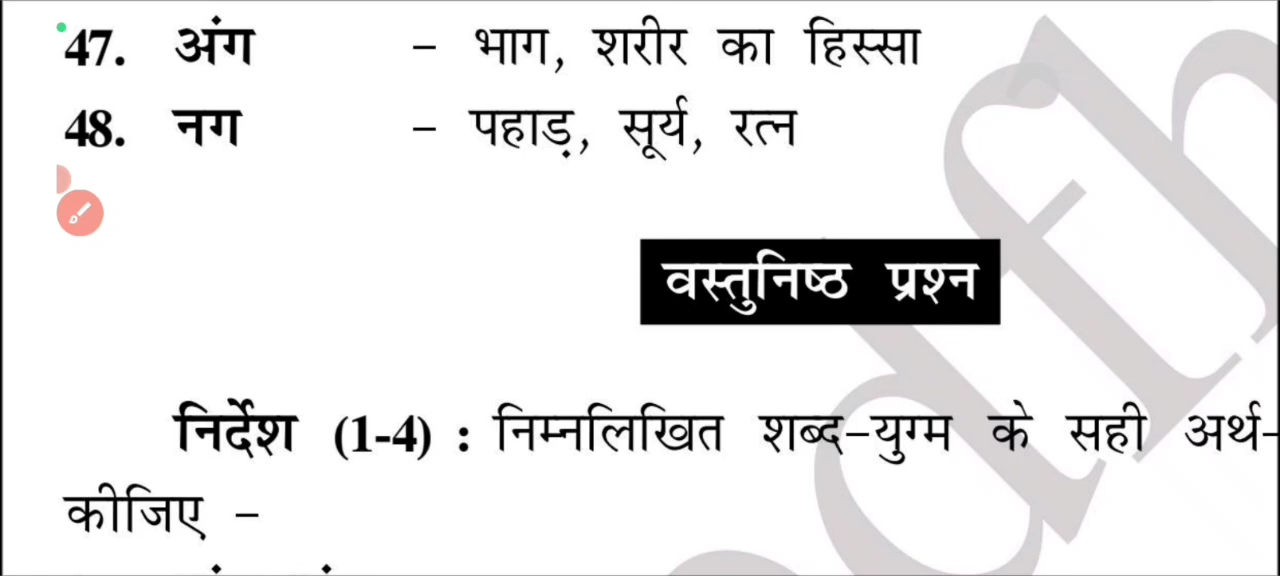 47. अंग – भाग, शरीर का हिस्सा
48. नग – पहाड़, सूर्य, रत्न
वस्तुनिष्ठ प्रश्न
निर्देश (1-4) : निम्नलिखित शब्द–युग्म के सही अर्थ-
कीजिए –